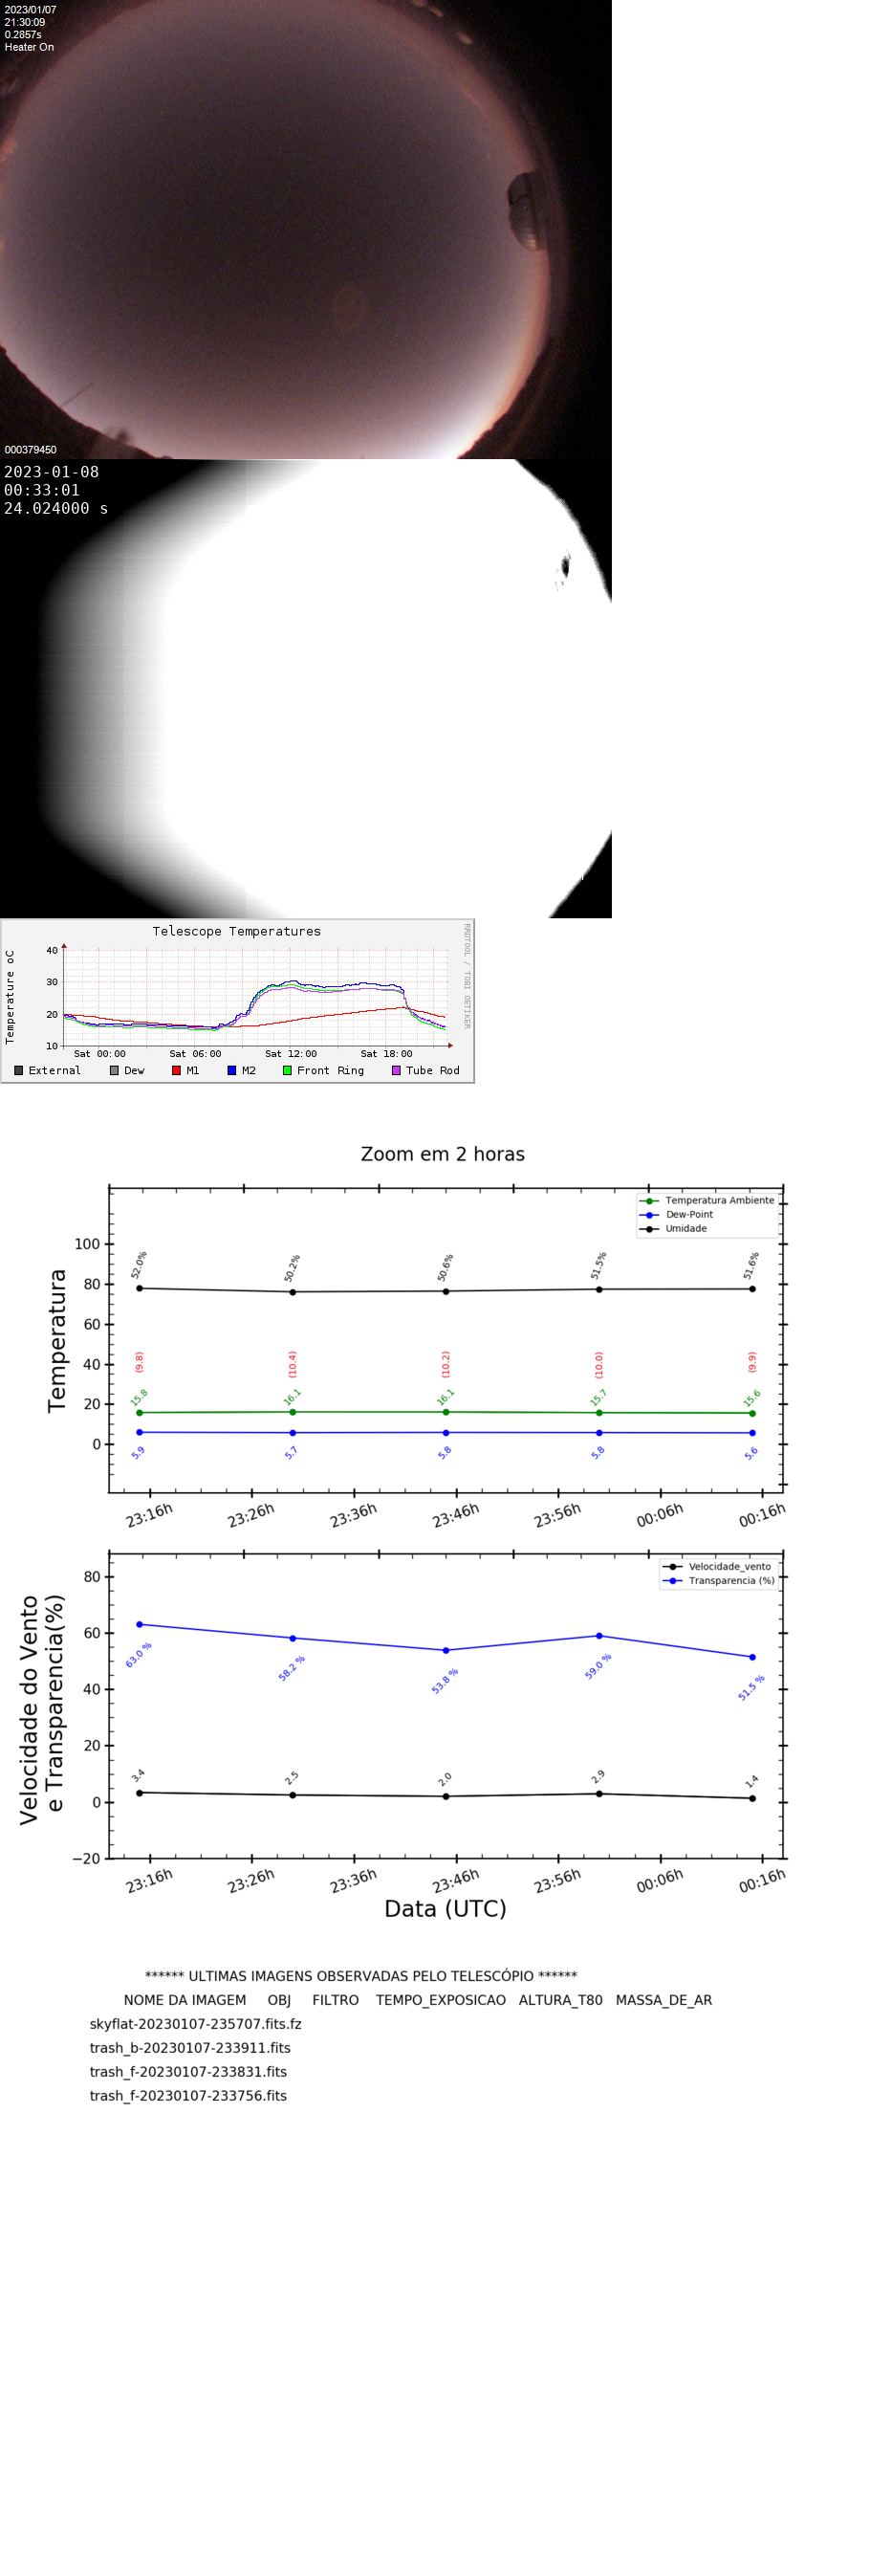 2023/01/07
21:30:09
0.2857s
Heater On
000379450
2023-01-08
00:33:01
24.024000 s
Telescope Temperatures
RRDTOOL / TOBI OETIKER
Temperature oC
40
30
20
10
Sat 00:00 Sat 06:00 Sat 12:00 Sat 18:00
External Dew M1 M2 Front Ring Tube Rod
Zoom em 2 horas
Temperatura Ambiente
Dew-Point
Umidade
Temperatura
100
80
60
40
20
0
52.0% 50.2% 50.6% 51.5% 51.6%
(9.8) (10.4) (10.2) (10.0) (9.9)
15.8 16.1 16.1 15.7 15.6
5.9 5.7 5.8 5.8 5.6
23:16h 23:26h 23:36h 23:46h 23:56h 00:06h 00:16h
Velocidade_vento
Transparencia (%)
Velocidade do Vento
e Transparencia(%)
80
60
40
20
0
−20
63.0 % 58.2 % 53.8 % 59.0 % 51.5 %
3.4 2.5 2.0 2.9 1.4
23:16h 23:26h 23:36h 23:46h 23:56h 00:06h 00:16h
Data (UTC)
****** ULTIMAS IMAGENS OBSERVADAS PELO TELESCÓPIO ******
NOME DA IMAGEM OBJ FILTRO TEMPO_EXPOSICAO ALTURA_T80 MASSA_DE_AR
skyflat-20230107-235707.fits.fz
trash_b-20230107-233911.fits
trash_f-20230107-233831.fits
trash_f-20230107-233756.fits